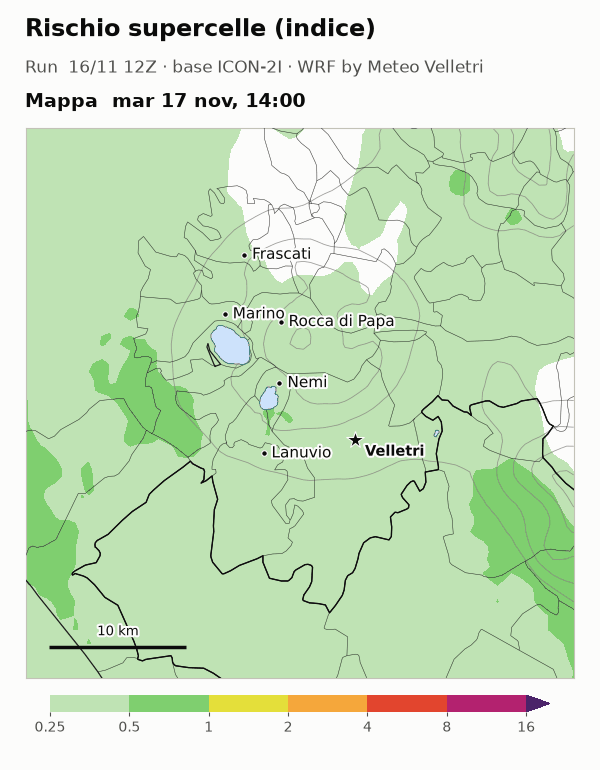 Rischio supercelle (indice)
Run  16/11 12Z · base ICON-2I · WRF by Meteo Velletri
Mappa  mar 17 nov, 14:00
Frascati
Marino
Rocca di Papa
Nemi
Velletri
Lanuvio
10 km
0.25 0.5 1 2 4 8 16